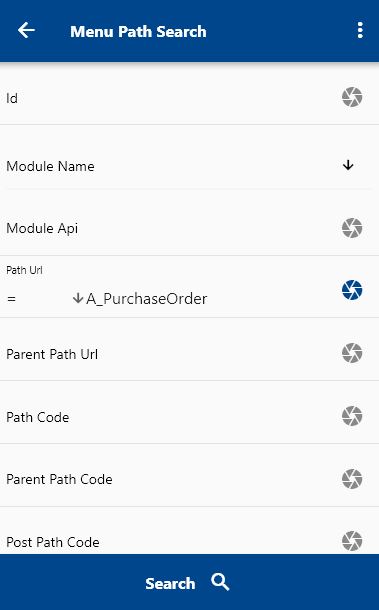 Menu Path Search
Id
Module Name
Module Api
Path Url
= A_PurchaseOrder
Parent Path Url
Path Code
Parent Path Code
Post Path Code
Search